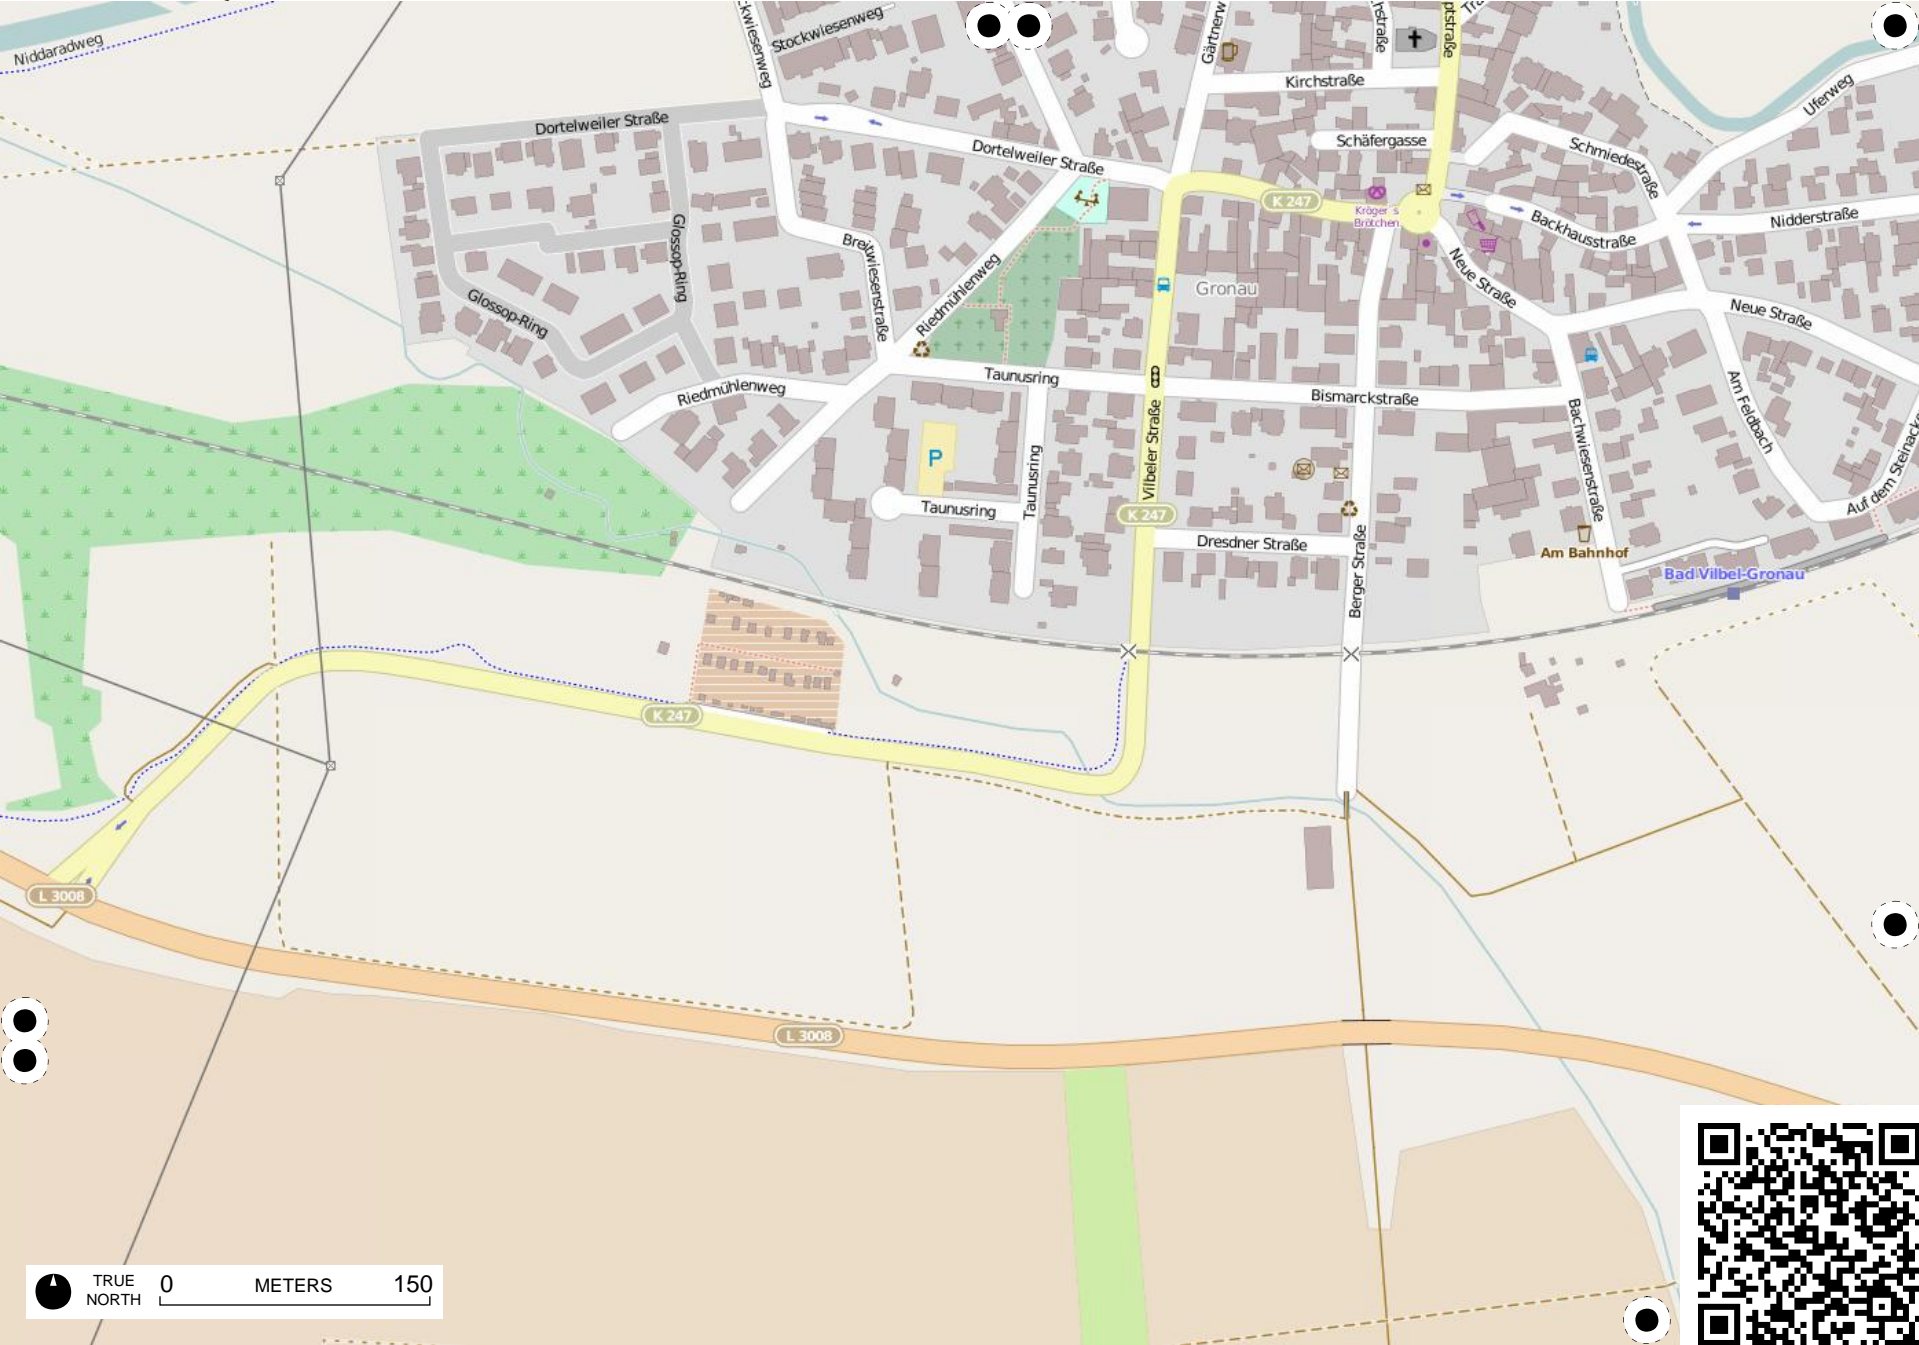 Niddaradweg
Stockwiesenweg
Kirchstraße
Dortelweiler Straße
Schäfergasse
Uferweg
Dortelweiler Straße
Schmiedestraße
K 247
Kröger´s
Brötchen
Backhausstraße
Nidderstraße
Glossop-Ring
Breitwiesenstraße
Riedmühlenweg
Gronau
Neue Straße
Glossop-Ring
Neue Straße
Taunusring
Riedmühlenweg
Bismarckstraße
Am Feldbach
Vilbeler Straße
Bachwiesenstraße
P
Taunusring
Taunusring
K 247
Dresdner Straße
Berger Straße
Am Bahnhof
Bad Vilbel-Gronau
K 247
L 3008
L 3008
TRUE
NORTH
0 METERS 150